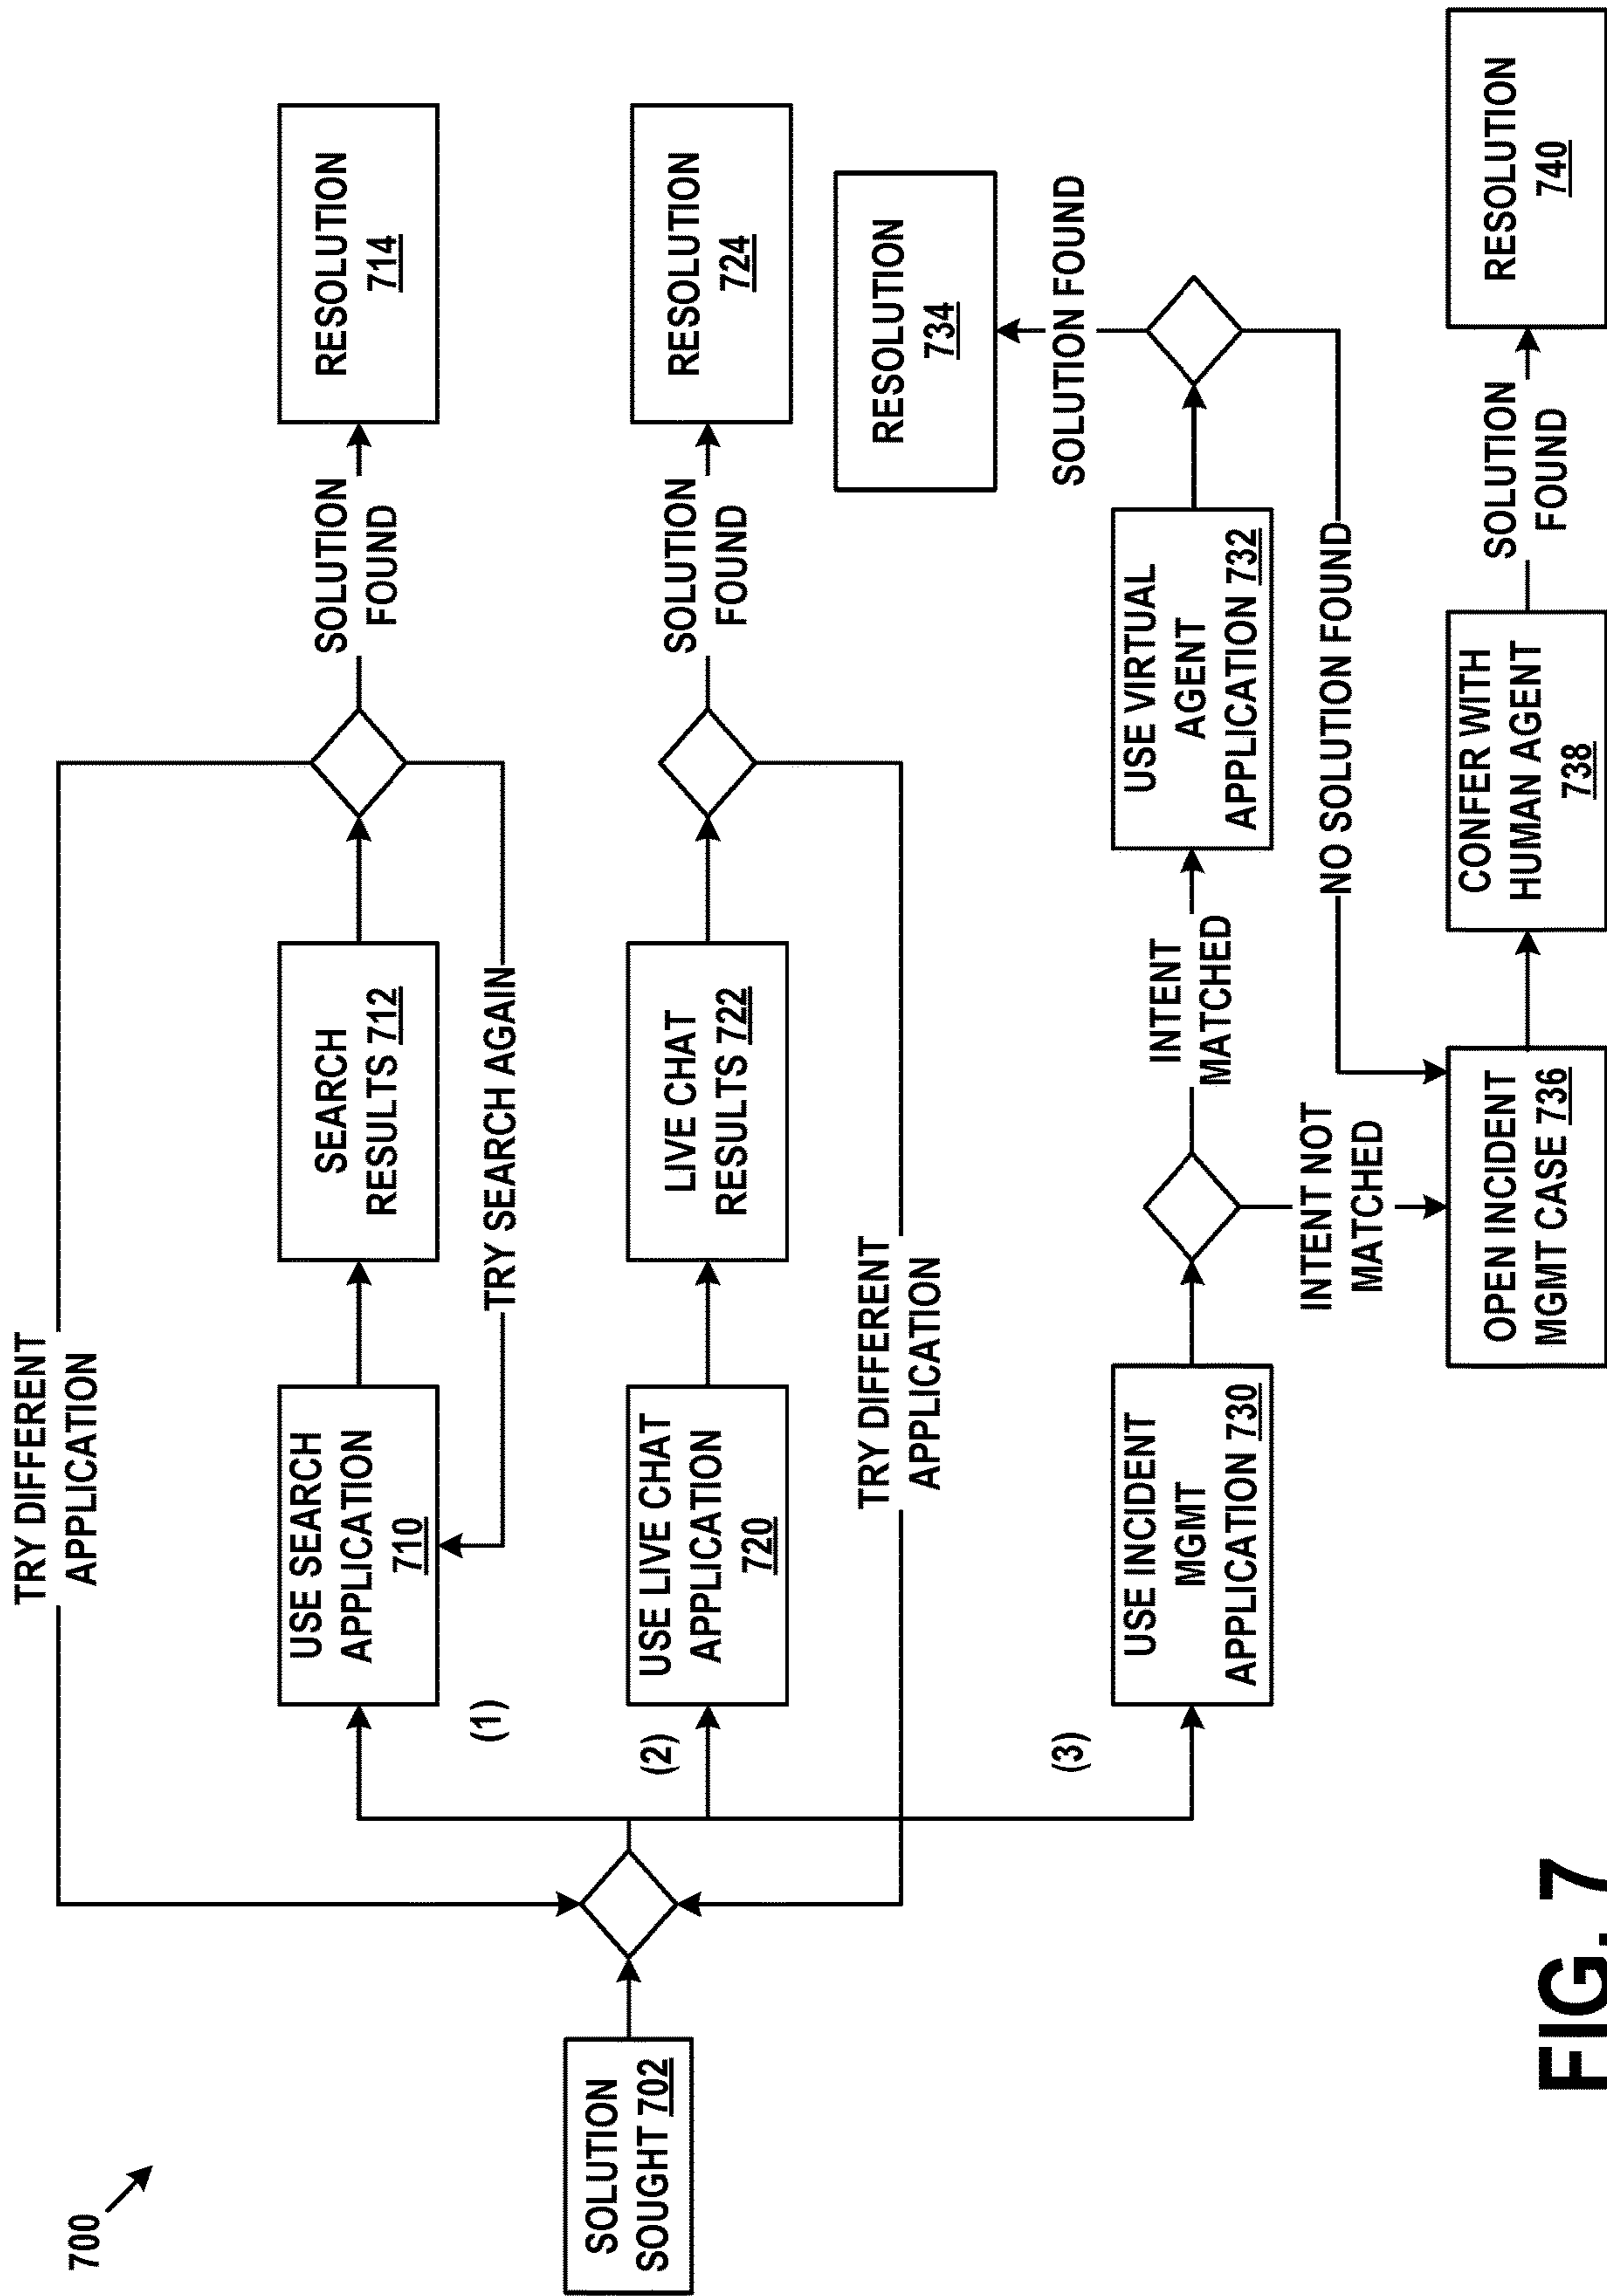 700
SOLUTION
SOUGHT 702
TRY DIFFERENT
APPLICATION
(1)
USE SEARCH
APPLICATION
710
SEARCH
RESULTS 712
TRY SEARCH AGAIN
SOLUTION
FOUND
RESOLUTION
714
(2)
USE LIVE CHAT
APPLICATION
720
LIVE CHAT
RESULTS 722
SOLUTION
FOUND
RESOLUTION
724
TRY DIFFERENT
APPLICATION
(3)
USE INCIDENT
MGMT
APPLICATION 730
INTENT
MATCHED
USE VIRTUAL
AGENT
APPLICATION 732
SOLUTION FOUND
RESOLUTION
734
INTENT NOT
MATCHED
NO SOLUTION FOUND
OPEN INCIDENT
MGMT CASE 736
CONFER WITH
HUMAN AGENT
738
SOLUTION
FOUND
RESOLUTION
740
FIG. 7